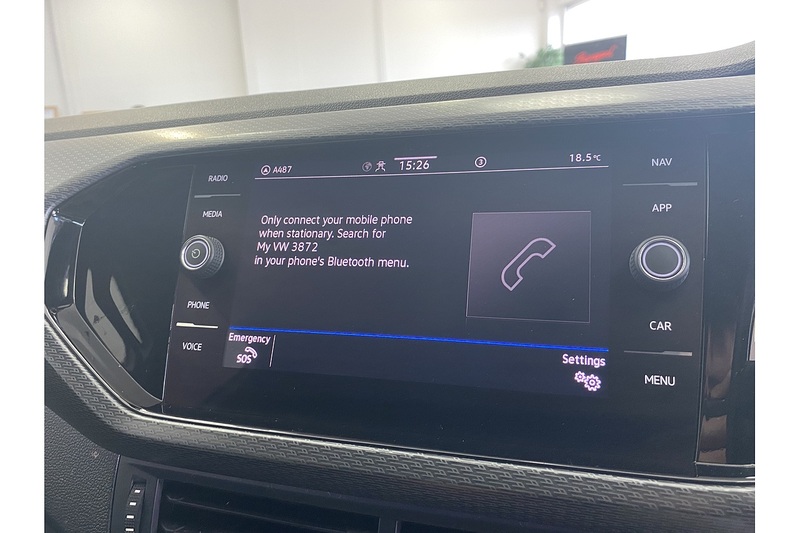 RADIO
MEDIA
PHONE
VOICE
A487
15:26
3
18.5°C
Only connect your mobile phone
when stationary. Search for
My VW 3872
in your phone's Bluetooth menu.
Emergency
SOS
Settings
NAV
APP
CAR
MENU